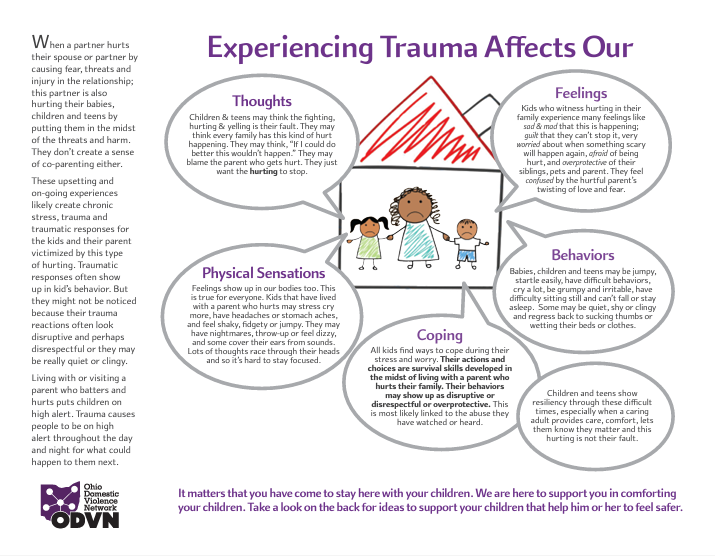 Experiencing Trauma Affects Our
When a partner hurts
their spouse or partner by
causing fear, threats and
injury in the relationship;
this partner is also
hurting their babies,
children and teens by
putting them in the midst
of the threats and harm.
They don't create a sense
of co-parenting either.
These upsetting and
on-going experiences
likely create chronic
stress, trauma and
traumatic responses for
the kids and their parent
victimized by this type
of hurting. Traumatic
responses often show
up in kid's behavior. But
they might not be noticed
because their trauma
reactions often look
disruptive and perhaps
disrespectful or they may
be really quiet or clingy.
Living with or visiting a
parent who batters and
hurts puts children on
high alert. Trauma causes
people to be on high
alert throughout the day
and night for what could
happen to them next.
Thoughts
Children & teens may think the fighting,
hurting & yelling is their fault. They may
think every family has this kind of hurt
happening. They may think, "If I could do
better this wouldn't happen." They may
blame the parent who gets hurt. They just
want the hurting to stop.
Feelings
Kids who witness hurting in their
family experience many feelings like
sad & mad that this is happening;
guilt that they can't stop it, very
worried about when something scary
will happen again, afraid of being
hurt, and overprotective of their
siblings, pets and parent. They feel
confused by the hurtful parent's
twisting of love and fear.
Physical Sensations
Feelings show up in our bodies too. This
is true for everyone. Kids that have lived
with a parent who hurts may stress cry
more, have headaches or stomach aches,
and feel shaky, fidgety or jumpy. They may
have nightmares, throw-up or feel dizzy,
and some cover their ears from sounds.
Lots of thoughts race through their heads
and so it's hard to stay focused.
Behaviors
Babies, children and teens may be jumpy,
startle easily, have difficult behaviors,
cry a lot, be grumpy and irritable, have
difficulty sitting still and can't fall or stay
asleep. Some may be quiet, shy or clingy
and regress back to sucking thumbs or
wetting their beds or clothes.
Coping
All kids find ways to cope during their
stress and worry. Their actions and
choices are survival skills developed in
the midst of living with a parent who
hurts their family. Their behaviors
may show up as disruptive or
disrespectful or overprotective. This
is most likely linked to the abuse they
have watched or heard.
Children and teens show
resiliency through these difficult
times, especially when a caring
adult provides care, comfort, lets
them know they matter and this
hurting is not their fault.
Ohio
Domestic
Violence
Network
ODVN
It matters that you have come to stay here with your children. We are here to support you in comforting
your children. Take a look on the back for ideas to support your children that help him or her to feel safer.